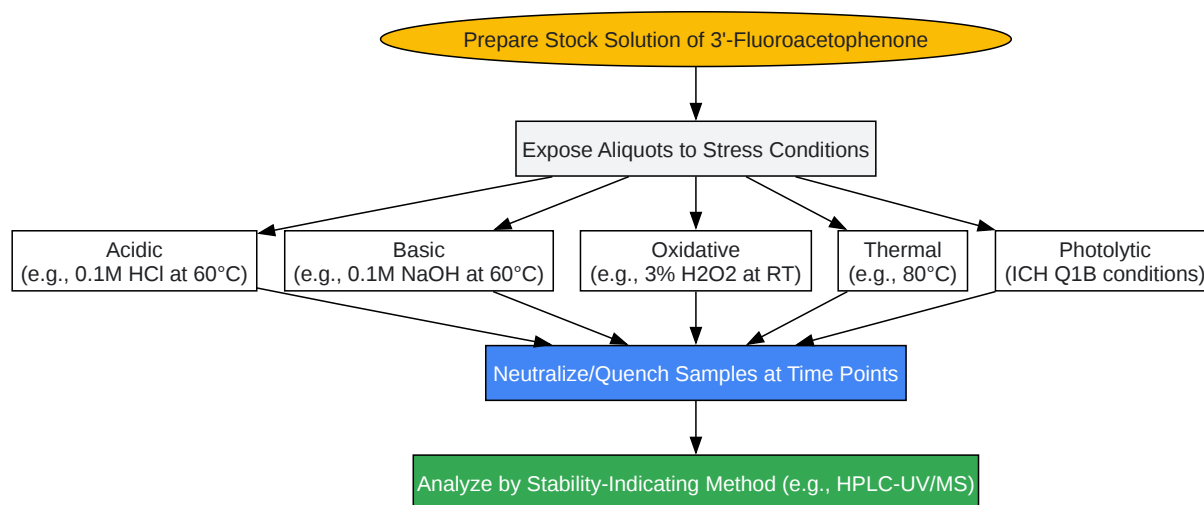 Prepare Stock Solution of 3'-Fluoroacetophenone
Expose Aliquots to Stress Conditions
Acidic
(e.g., 0.1M HCl at 60°C)
Basic
(e.g., 0.1M NaOH at 60°C)
Oxidative
(e.g., 3% H2O2 at RT)
Thermal
(e.g., 80°C)
Photolytic
(ICH Q1B conditions)
Neutralize/Quench Samples at Time Points
Analyze by Stability-Indicating Method (e.g., HPLC-UV/MS)